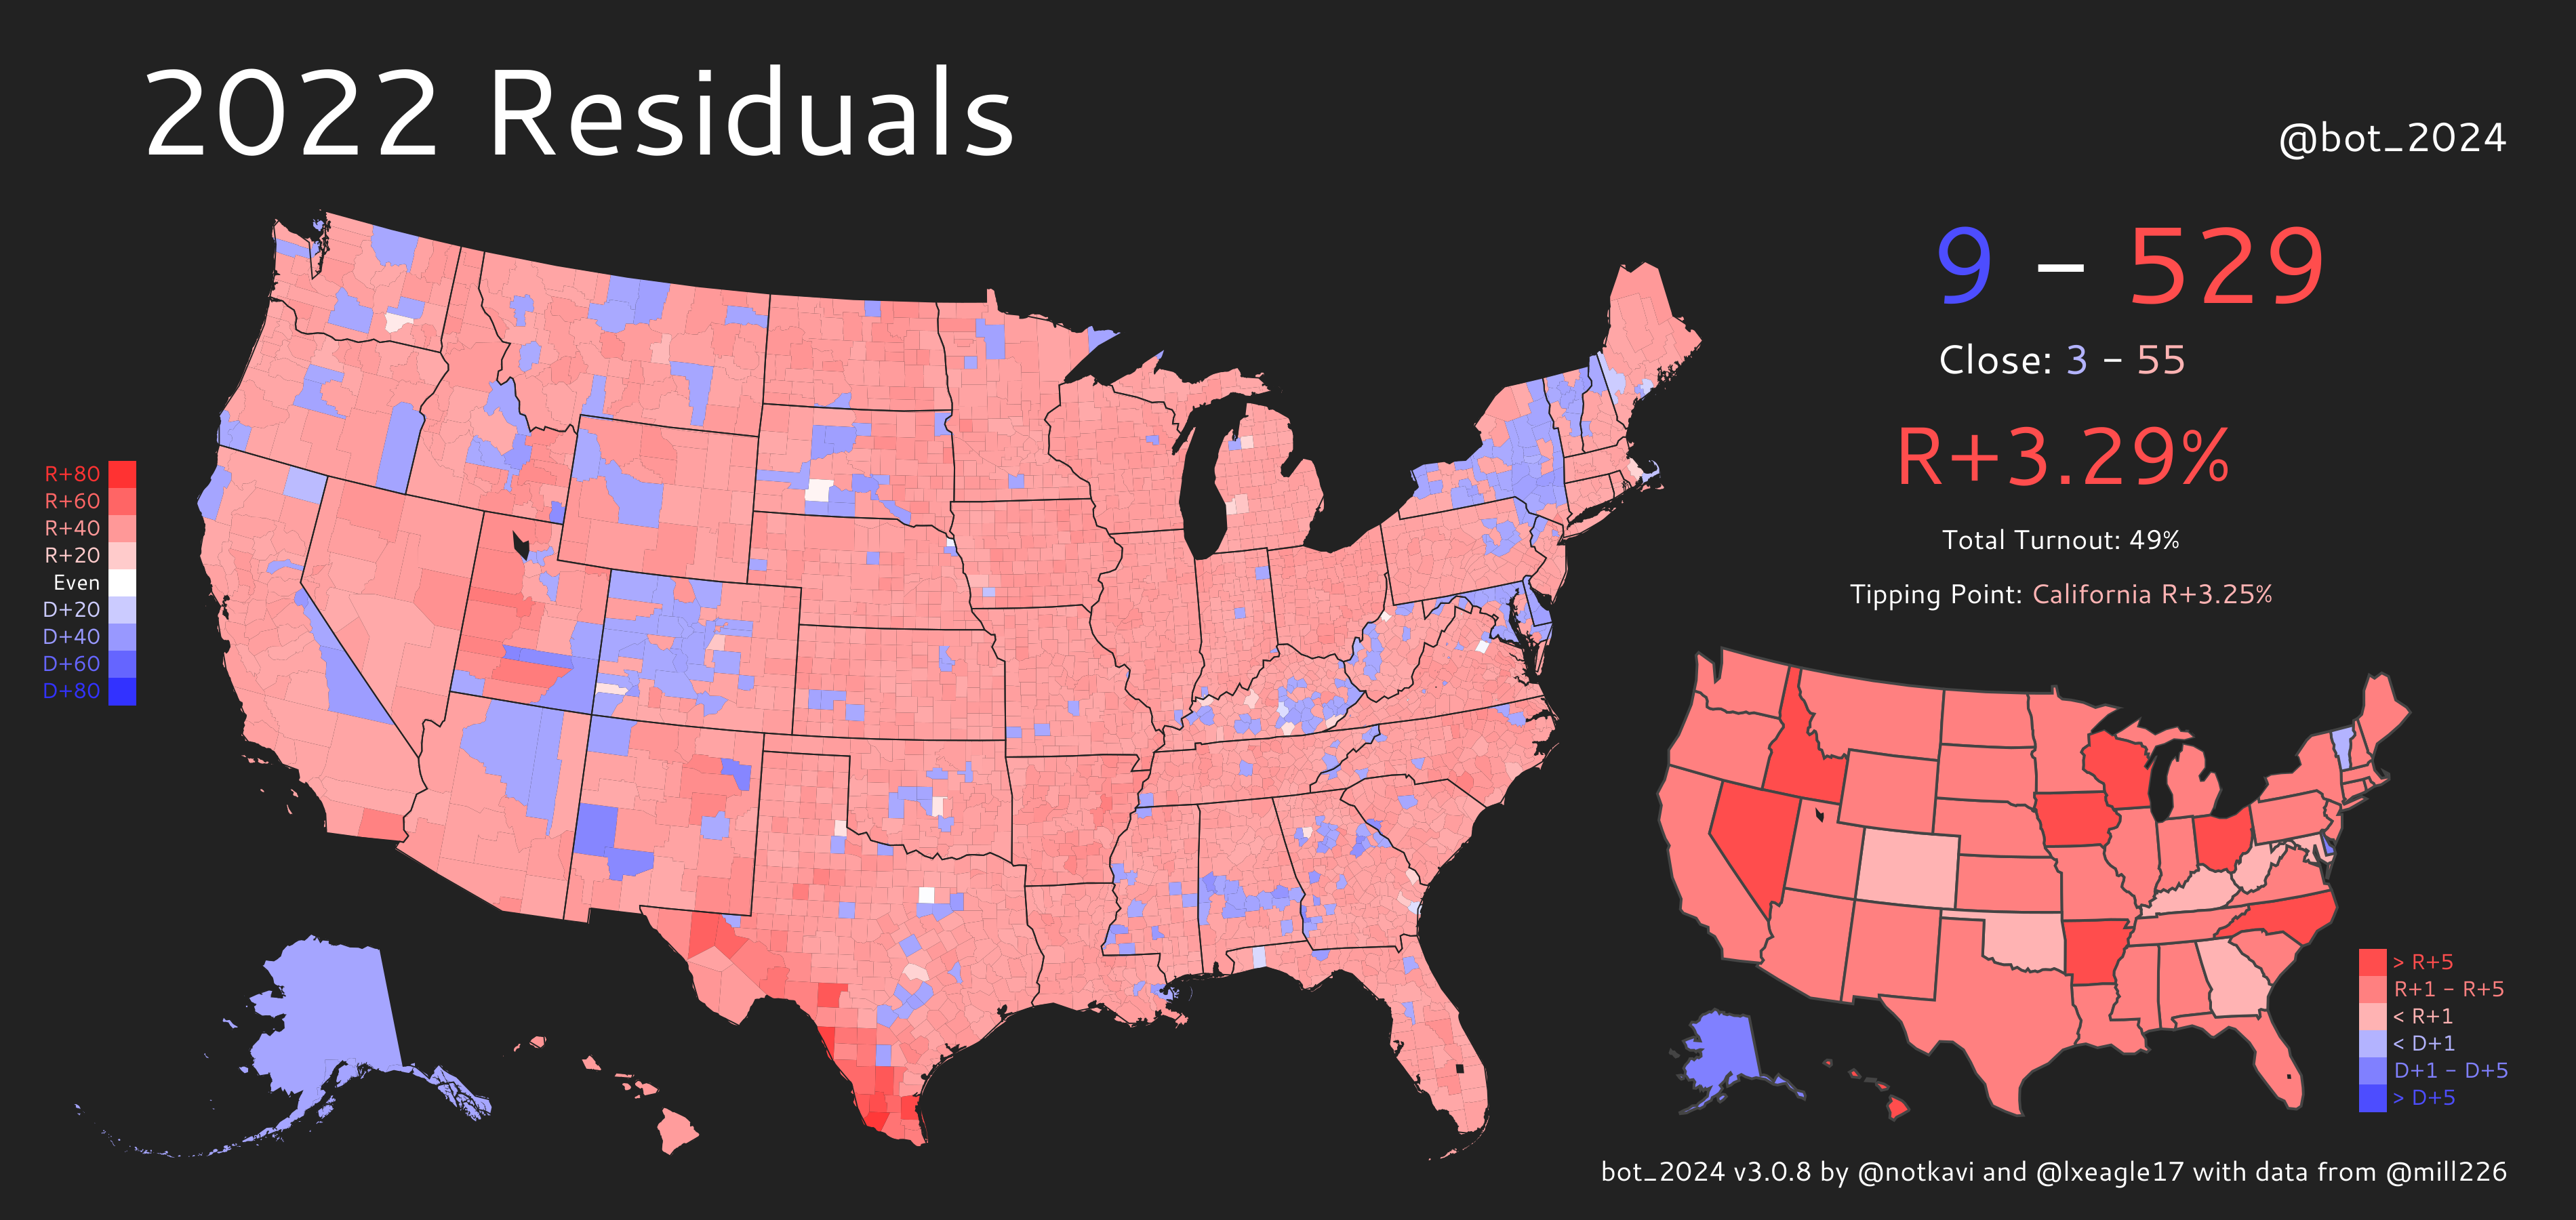 2022 Residuals
@bot_2024
9 – 529
Close: 3 – 55
R+3.29%
Total Turnout: 49%
Tipping Point: California R+3.25%
R+80
R+60
R+40
R+20
Even
D+20
D+40
D+60
D+80
> R+5
R+1 – R+5
< R+1
< D+1
D+1 – D+5
> D+5
bot_2024 v3.0.8 by @notkavi and @lxeagle17 with data from @mill226